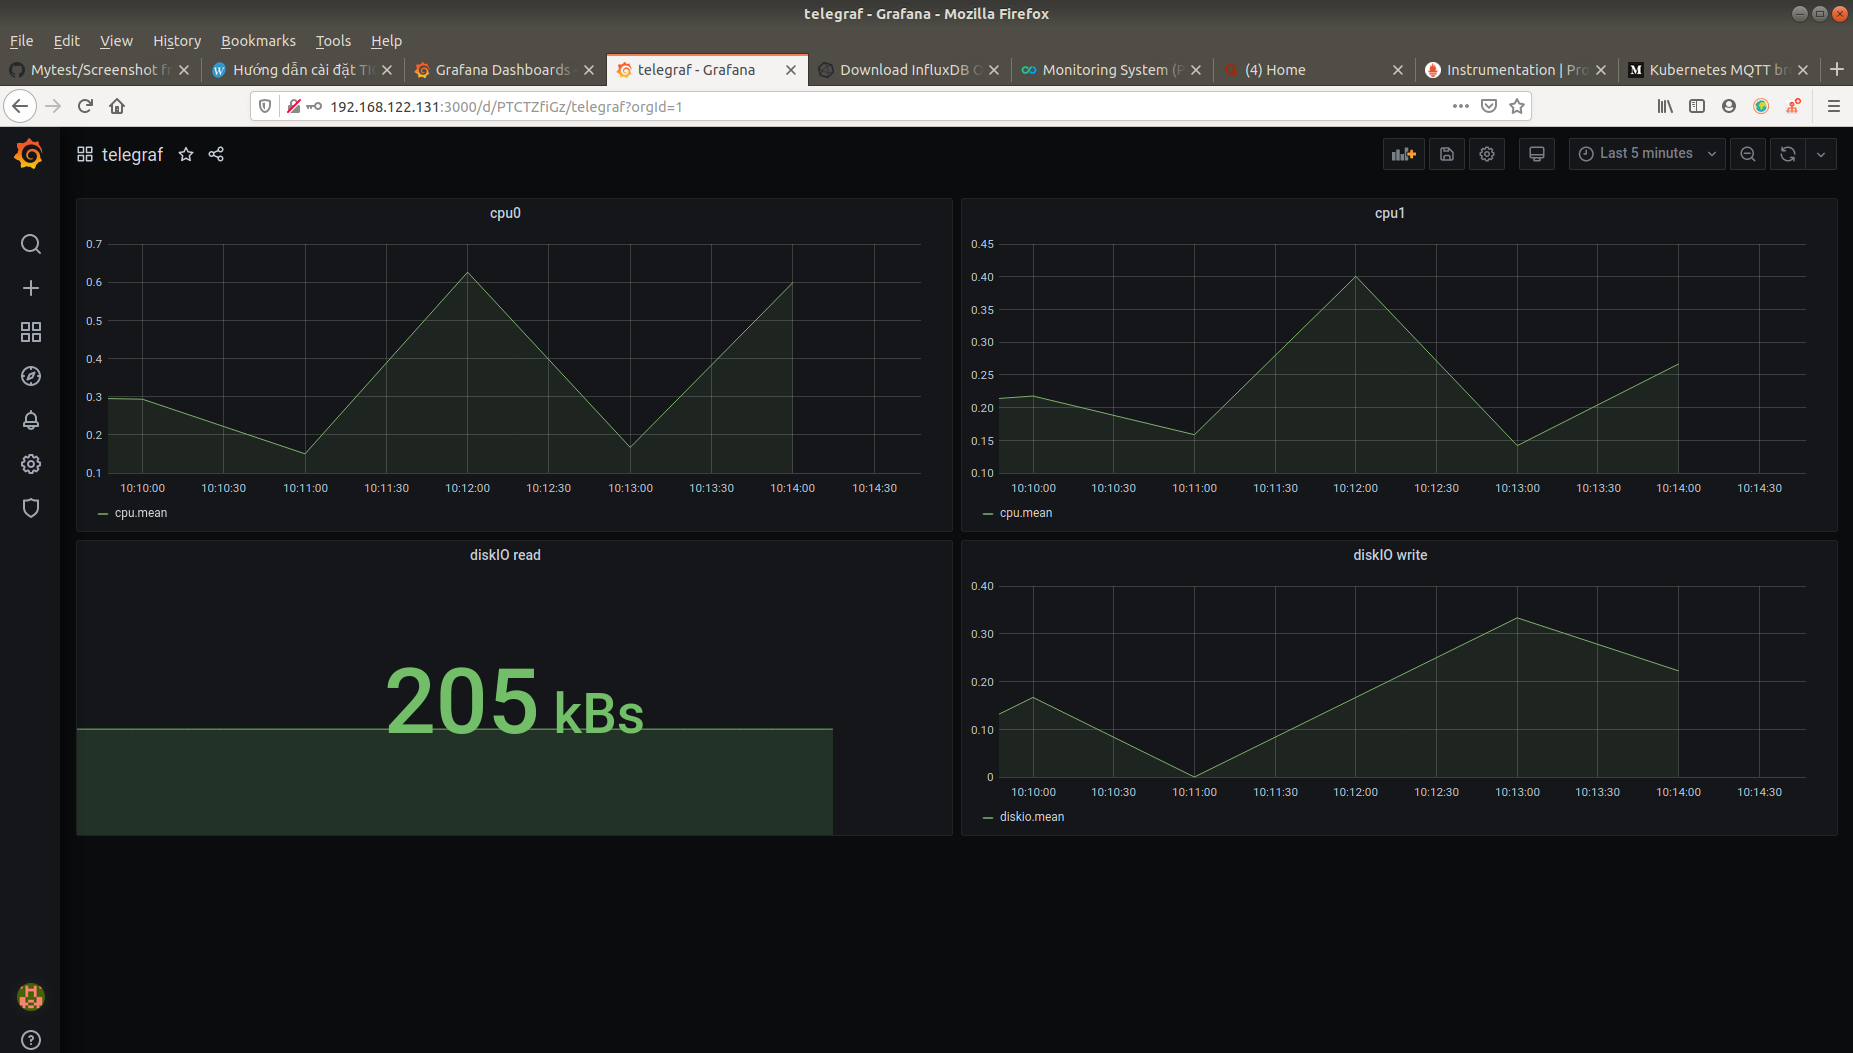 telegraf - Grafana - Mozilla Firefox
File Edit View History Bookmarks Tools Help
Mytest/Screenshot Hướng dẫn cài đặt Grafana Dashboards telegraf - Grafana Download InfluxDB Monitoring System (4) Home Instrumentation | Kubernetes MQTT
192.168.122.131:3000/d/PTCTZfiGz/telegraf?orgId=1
telegraf
Last 5 minutes
cpu0
0.7
0.6
0.5
0.4
0.3
0.2
0.1
10:10:00 10:10:30 10:11:00 10:11:30 10:12:00 10:12:30 10:13:00 10:13:30 10:14:00 10:14:30
cpu.mean
cpu1
0.45
0.40
0.35
0.30
0.25
0.20
0.15
0.10
10:10:00 10:10:30 10:11:00 10:11:30 10:12:00 10:12:30 10:13:00 10:13:30 10:14:00 10:14:30
cpu.mean
diskIO read
205 kBs
diskIO write
0.40
0.30
0.20
0.10
0
10:10:00 10:10:30 10:11:00 10:11:30 10:12:00 10:12:30 10:13:00 10:13:30 10:14:00 10:14:30
diskio.mean